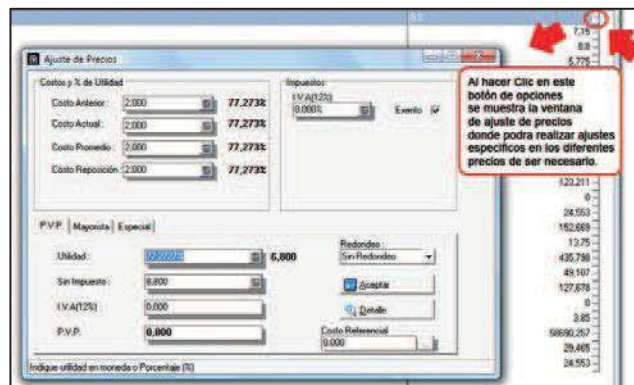 8.8
7,15
8.8
5,775
Ajuste de Precios
Costos y % de Utilidad
Costo Anterior : 2.000 77,273%
Costo Actual : 2.000 77,273%
Costo Promedio : 2.000 77,273%
Costo Reposición : 2.000 77,273%
Impuestos
I.V.A(12%)
0.000% Exento
Al hacer Clic en este
botón de opciones
se muestra la ventana
de ajuste de precios
donde podra realizar ajustes
especificos en los diferentes
precios de ser necesario.
123,211
0
24,553
152,669
13,75
435,798
49,107
127,678
0
3.85
58690,257
29,465
24,553
P.V.P. Mayorista Especial
Utilidad : 6,800
Sin Impuesto : 8,800
I.V.A(12%) 0,000
P.V.P. 0,000
Redondeo :
Sin Redondeo
Aceptar
Detalle
Costo Referencial
0.000 ...
Indique utilidad en moneda o Porcentaje (%)